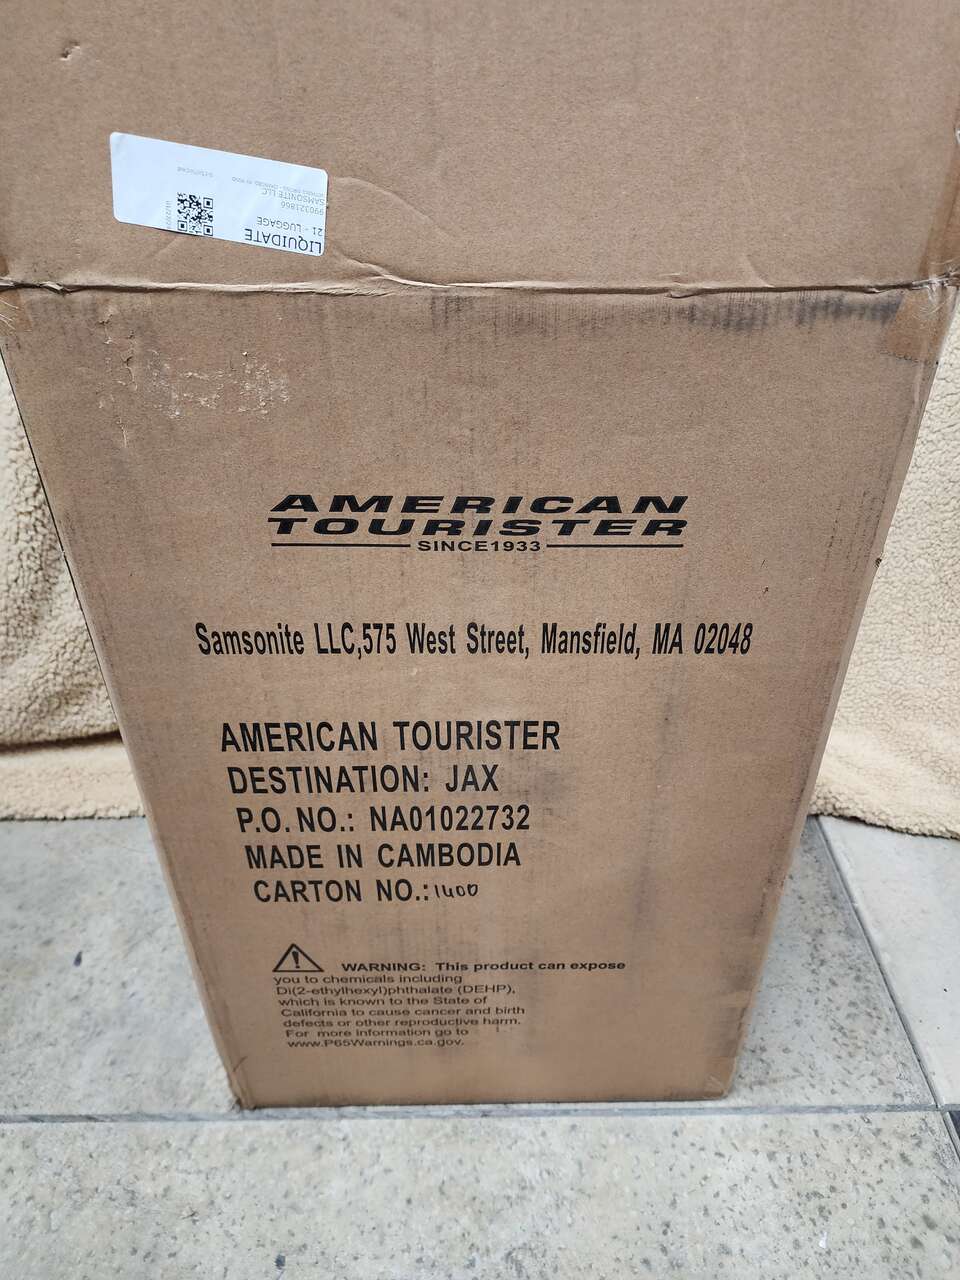 LIQUIDATE
21 - LUGGAGE
990321866
SAMSONITE LLC
AMERICAN
TOURISTER
SINCE1933
Samsonite LLC,575 West Street, Mansfield, MA 02048
AMERICAN TOURISTER
DESTINATION: JAX
P.O. NO.: NA01022732
MADE IN CAMBODIA
CARTON NO.: 1400
WARNING: This product can expose
you to chemicals including
Di(2-ethylhexyl)phthalate (DEHP),
which is known to the State of
California to cause cancer and birth
defects or other reproductive harm.
For more information go to
www.P65Warnings.ca.gov.